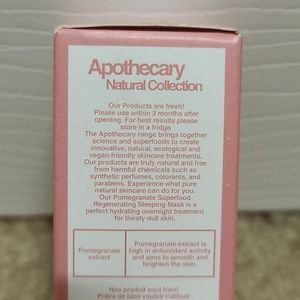 Apothecary
Natural Collection
Our Products are fresh!
Please use within 3 months after
opening. For best results please
store in a fridge.
The Apothecary range brings together
science and superfoods to create
innovative, natural, ecological and
vegan-friendly skincare treatments.
Our products are truly natural and free
from harmful chemicals such as
synthetic perfumes, colorants, and
parabens. Experience what pure
natural skincare can do for you.
Our Pomegranate Superfood
Regenerating Sleeping Mask is a
perfect hydrating overnight treatment
for thirsty dull skin.
Pomegranate
extract
Pomegranate extract is
high in antioxidant activity
and aims to smooth and
brighten the skin.
Nos produit sont frais!
Prière de bien vouloir l utiliser